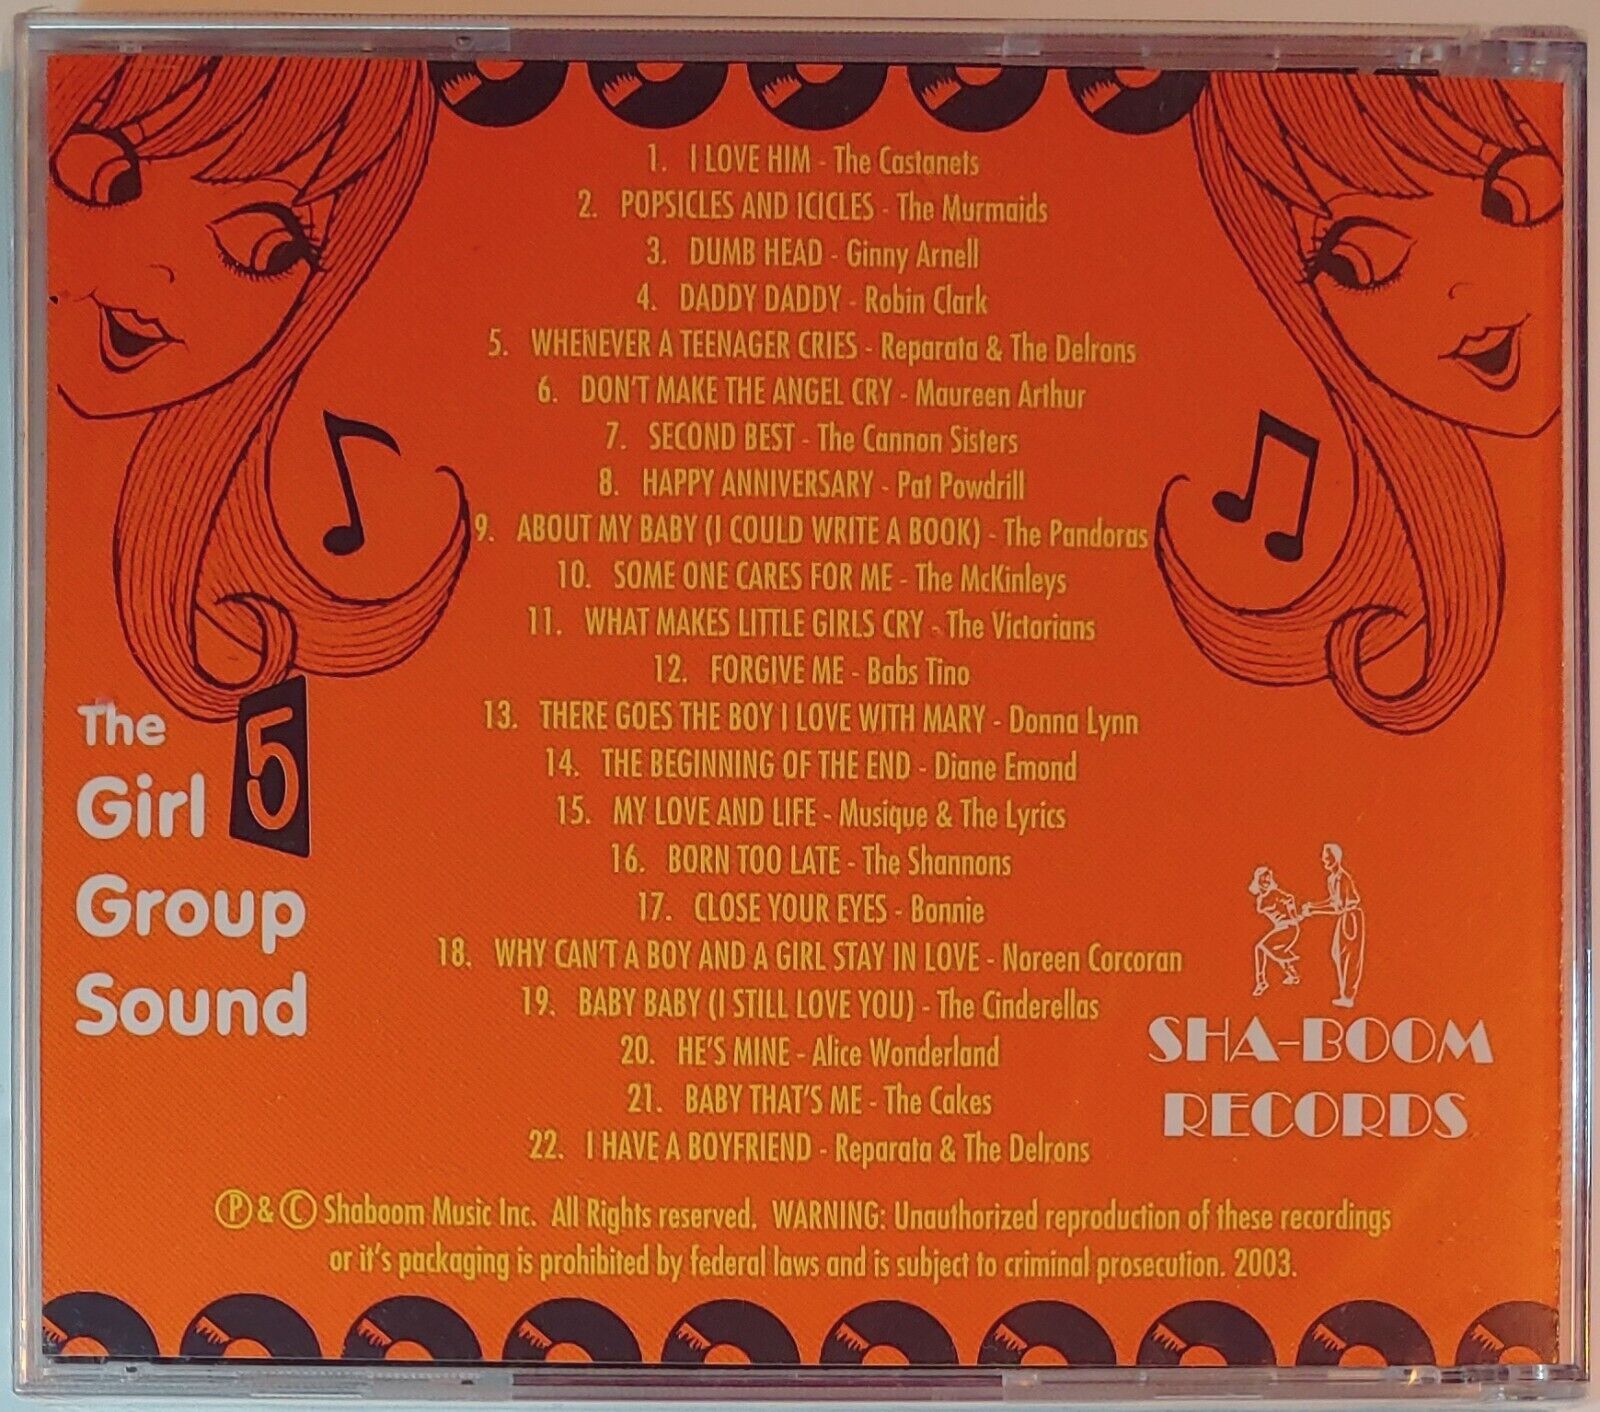 1. I LOVE HIM - The Castanets
2. POPSICLES AND ICICLES - The Murmaids
3. DUMB HEAD - Ginny Arnell
4. DADDY DADDY - Robin Clark
5. WHENEVER A TEENAGER CRIES - Reparata & The Delrons
6. DON'T MAKE THE ANGEL CRY - Maureen Arthur
7. SECOND BEST - The Cannon Sisters
8. HAPPY ANNIVERSARY - Pat Powdrill
9. ABOUT MY BABY (I COULD WRITE A BOOK) - The Pandoras
10. SOME ONE CARES FOR ME - The McKinleys
11. WHAT MAKES LITTLE GIRLS CRY - The Victorians
12. FORGIVE ME - Babs Tino
13. THERE GOES THE BOY I LOVE WITH MARY - Donna Lynn
14. THE BEGINNING OF THE END - Diane Emond
15. MY LOVE AND LIFE - Musique & The Lyrics
16. BORN TOO LATE - The Shannons
17. CLOSE YOUR EYES - Bonnie
18. WHY CAN'T A BOY AND A GIRL STAY IN LOVE - Noreen Corcoran
19. BABY BABY (I STILL LOVE YOU) - The Cinderellas
20. HE'S MINE - Alice Wonderland
21. BABY THAT'S ME - The Cakes
22. I HAVE A BOYFRIEND - Reparata & The Delrons
The
Girl 5
Group
Sound
SHA-BOOM
RECORDS
Ⓟ & © Shaboom Music Inc. All Rights reserved. WARNING: Unauthorized reproduction of these recordings
or it's packaging is prohibited by federal laws and is subject to criminal prosecution. 2003.